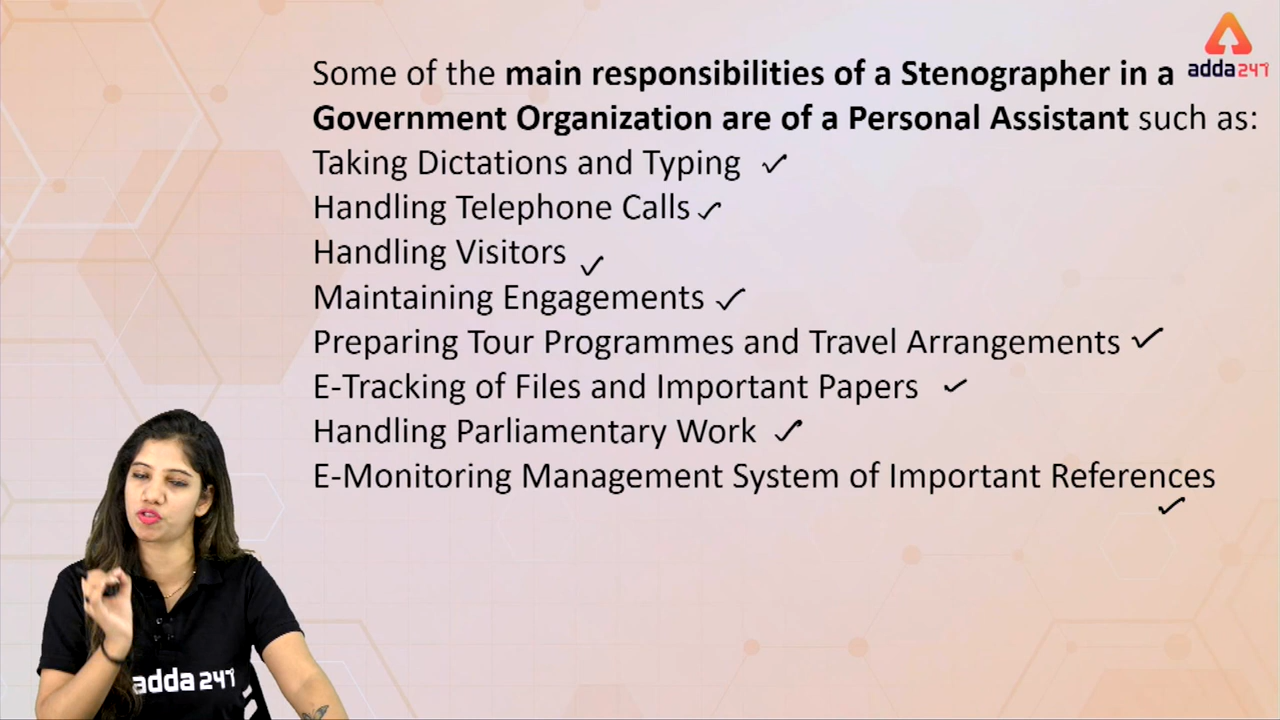 Some of the main responsibilities of a Stenographer in a
adda247
Government Organization are of a Personal Assistant such as:
Taking Dictations and Typing
Handling Telephone Calls
Handling Visitors
Maintaining Engagements
Preparing Tour Programmes and Travel Arrangements
E-Tracking of Files and Important Papers
Handling Parliamentary Work
E-Monitoring Management System of Important References
adda247